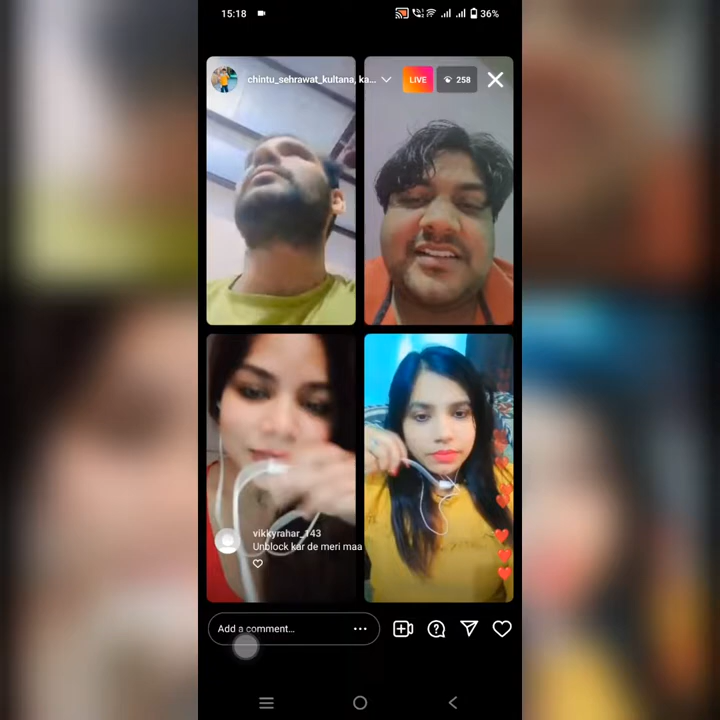 15:18
36%
chintu_sehrawat_kultana, ka...
LIVE
258
vikkyrahar_143
Unblock kar de meri maa
Add a comment...